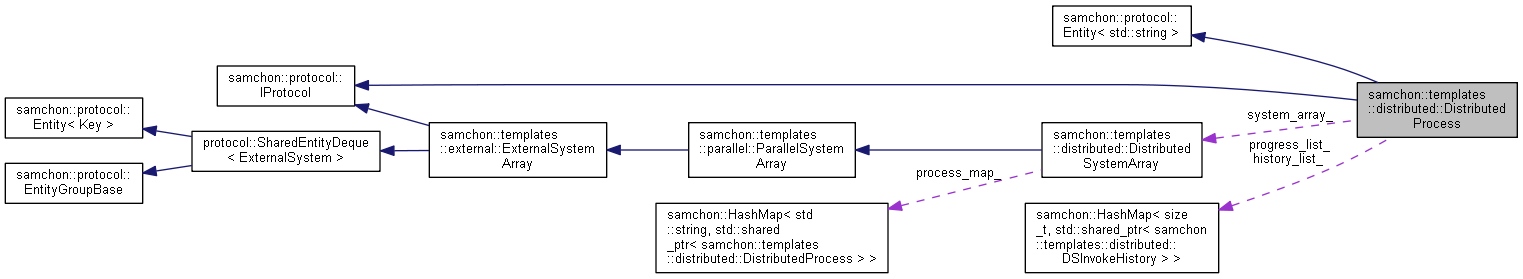 samchon::protocol::
Entity< std::string >
samchon::protocol::
IProtocol
samchon::templates
::distributed::Distributed
Process
samchon::protocol::
Entity< Key >
protocol::SharedEntityDeque
< ExternalSystem >
samchon::protocol::
EntityGroupBase
samchon::templates
::external::ExternalSystem
Array
samchon::templates
::parallel::ParallelSystem
Array
samchon::templates
::distributed::Distributed
SystemArray
system_array_
progress_list_
history_list_
process_map_
samchon::HashMap< std
::string, std::shared
_ptr< samchon::templates
::distributed::DistributedProcess > >
samchon::HashMap< size
_t, std::shared_ptr< samchon
::templates::distributed::
DSInvokeHistory > >